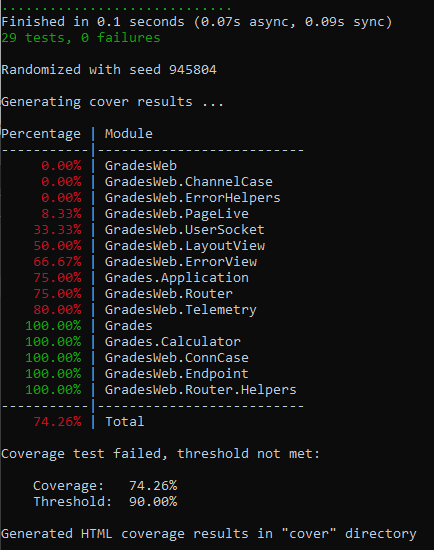 .............................
Finished in 0.1 seconds (0.07s async, 0.09s sync)
29 tests, 0 failures

Randomized with seed 945804

Generating cover results ...

Percentage | Module
-----------|--------------------------
     0.00% | GradesWeb
     0.00% | GradesWeb.ChannelCase
     0.00% | GradesWeb.ErrorHelpers
     8.33% | GradesWeb.PageLive
    33.33% | GradesWeb.UserSocket
    50.00% | GradesWeb.LayoutView
    66.67% | GradesWeb.ErrorView
    75.00% | Grades.Application
    75.00% | GradesWeb.Router
    80.00% | GradesWeb.Telemetry
   100.00% | Grades
   100.00% | Grades.Calculator
   100.00% | GradesWeb.ConnCase
   100.00% | GradesWeb.Endpoint
   100.00% | GradesWeb.Router.Helpers
-----------|--------------------------
    74.26% | Total

Coverage test failed, threshold not met:

    Coverage:   74.26%
    Threshold:  90.00%

Generated HTML coverage results in "cover" directory